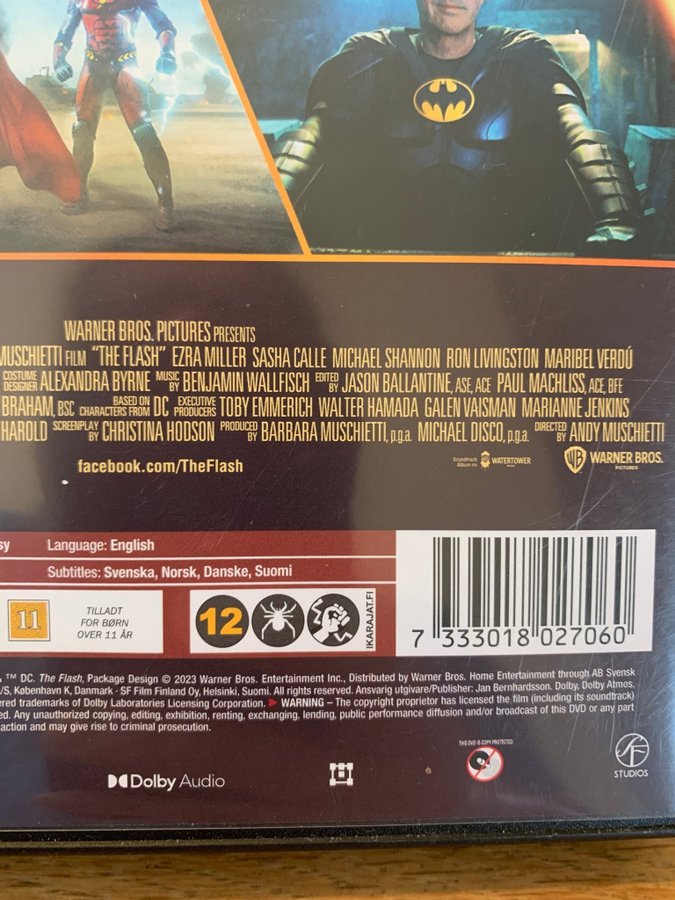 WARNER BROS. PICTURES PRESENTS
MUSCHIETTI FILM "THE FLASH" EZRA MILLER SASHA CALLE MICHAEL SHANNON RON LIVINGSTON MARIBEL VERDÚ
COSTUME DESIGNER ALEXANDRA BYRNE MUSIC BY BENJAMIN WALLFISCH EDITED BY JASON BALLANTINE, ASE, ACE PAUL MACHLISS, ACE, BFE
BRAHAM, BSC BASED ON CHARACTERS FROM DC EXECUTIVE PRODUCERS TOBY EMMERICH WALTER HAMADA GALEN VAISMAN MARIANNE JENKINS
HAROLD SCREENPLAY BY CHRISTINA HODSON PRODUCED BY BARBARA MUSCHIETTI, p.g.a. MICHAEL DISCO, p.g.a. DIRECTED BY ANDY MUSCHIETTI
facebook.com/TheFlash
Soundtrack Album on WATERTOWER MUSIC
WB WARNER BROS. PICTURES
sy Language: English
Subtitles: Svenska, Norsk, Danske, Suomi
11
TILLADT
FOR BØRN
OVER 11 ÅR
12
IKARAJAT.FI
7 333018 027060
& ™ DC. The Flash, Package Design © 2023 Warner Bros. Entertainment Inc., Distributed by Warner Bros. Home Entertainment through AB Svensk
/S, København K, Danmark - SF Film Finland Oy, Helsinki, Suomi. All rights reserved. Ansvarig utgivare/Publisher: Jan Bernhardsson. Dolby, Dolby Atmos,
ered trademarks of Dolby Laboratories Licensing Corporation. WARNING – The copyright proprietor has licensed the film (including its soundtrack)
ed. Any unauthorized copying, editing, exhibition, renting, exchanging, lending, public performance diffusion and/or broadcast of this DVD or any part
action and may give rise to criminal prosecution.
Dolby Audio
THIS DVD IS COPY PROTECTED
SF
STUDIOS